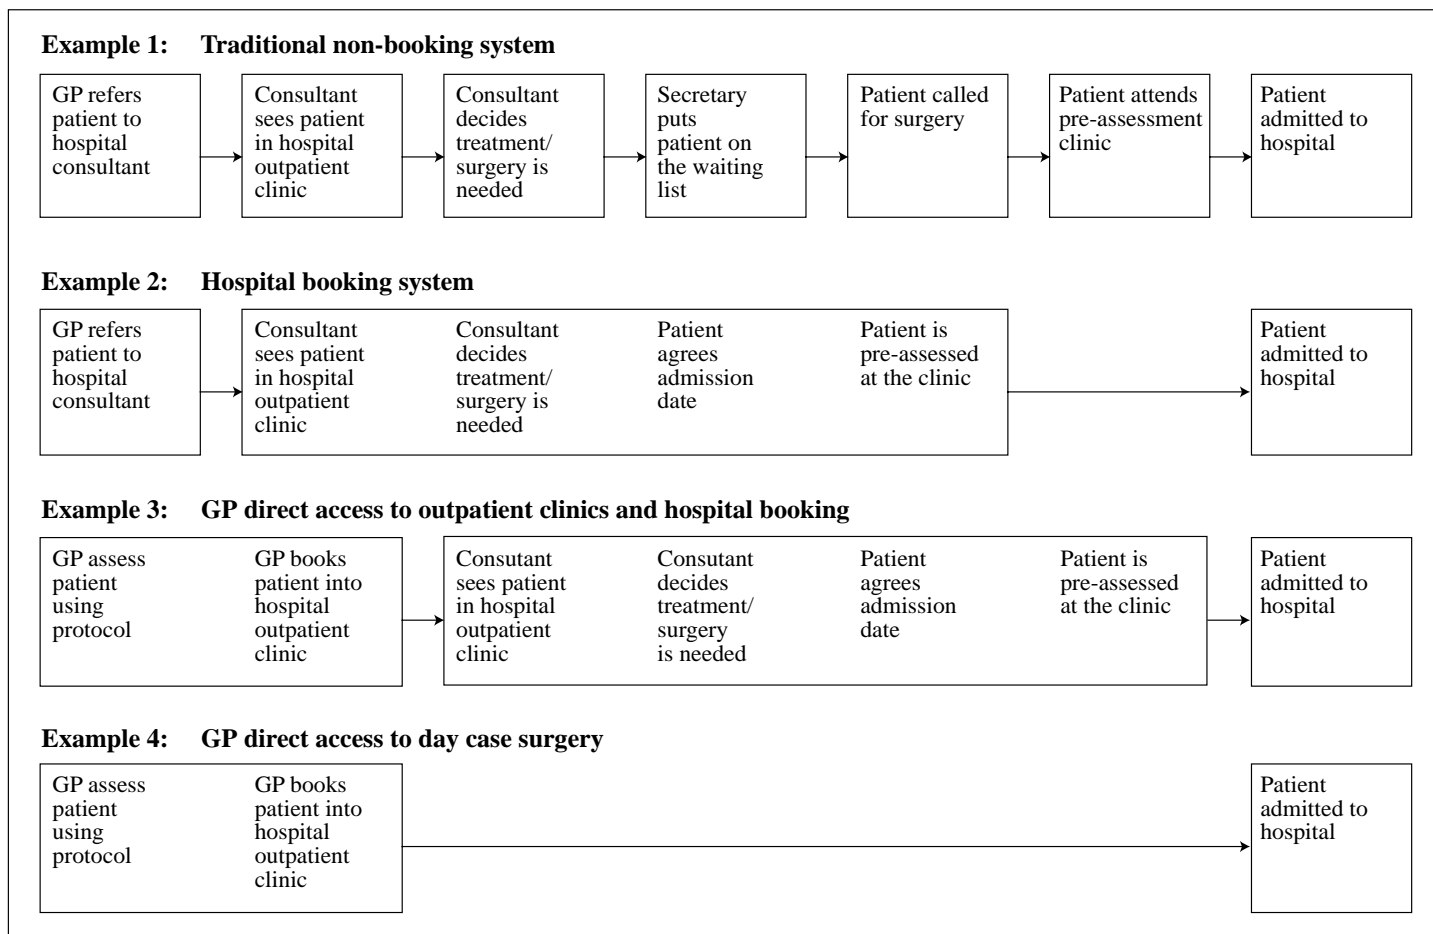 Example 1: Traditional non-booking system
GP refers
patient to
hospital
consultant
Consultant
sees patient
in hospital
outpatient
clinic
Consultant
decides
treatment/
surgery is
needed
Secretary
puts
patient on
the waiting
list
Patient called
for surgery
Patient attends
pre-assessment
clinic
Patient
admitted to
hospital
Example 2: Hospital booking system
GP refers
patient to
hospital
consultant
Consultant
sees patient
in hospital
outpatient
clinic
Consultant
decides
treatment/
surgery is
needed
Patient
agrees
admission
date
Patient is
pre-assessed
at the clinic
Patient
admitted to
hospital
Example 3: GP direct access to outpatient clinics and hospital booking
GP assess
patient
using
protocol
GP books
patient into
hospital
outpatient
clinic
Consutant
sees patient
in hospital
outpatient
clinic
Consutant
decides
treatment/
surgery
is needed
Patient
agrees
admission
date
Patient is
pre-assessed
at the clinic
Patient
admitted to
hospital
Example 4: GP direct access to day case surgery
GP assess
patient
using
protocol
GP books
patient into
hospital
outpatient
clinic
Patient
admitted to
hospital